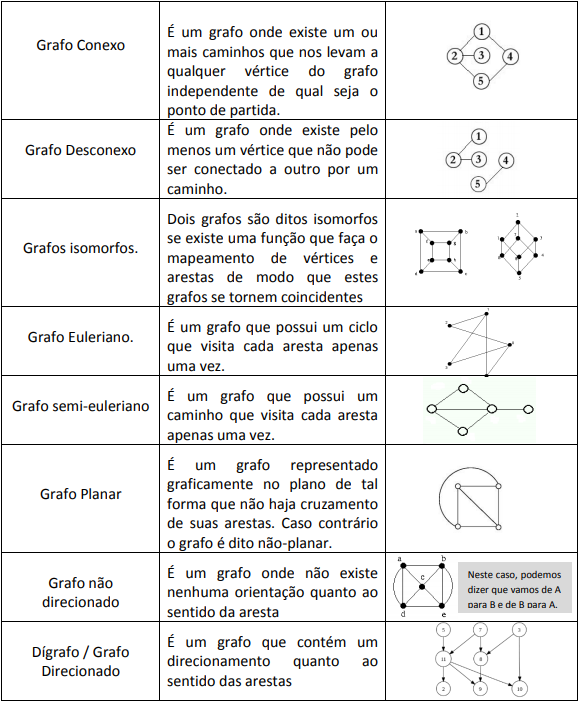 Grafo Conexo
É um grafo onde existe um ou
mais caminhos que nos levam a
qualquer vértice do grafo
independente de qual seja o
ponto de partida.
1
2
3
4
5
Grafo Desconexo
É um grafo onde existe pelo
menos um vértice que não pode
ser conectado a outro por um
caminho.
1
2
3
4
5
Grafos isomorfos.
Dois grafos são ditos isomorfos
se existe uma função que faça o
mapeamento de vértices e
arestas de modo que estes
grafos se tornem coincidentes
Grafo Euleriano.
É um grafo que possui um ciclo
que visita cada aresta apenas
uma vez.
Grafo semi-euleriano
É um grafo que possui um
caminho que visita cada aresta
apenas uma vez.
Grafo Planar
É um grafo representado
graficamente no plano de tal
forma que não haja cruzamento
de suas arestas. Caso contrário
o grafo é dito não-planar.
Grafo não
direcionado
É um grafo onde não existe
nenhuma orientação quanto ao
sentido da aresta
a b
c
d e
Neste caso, podemos
dizer que vamos de A
para B e de B para A.
Dígrafo / Grafo
Direcionado
É um grafo que contém um
direcionamento quanto ao
sentido das arestas
5 7 3
11 8
2 9 10